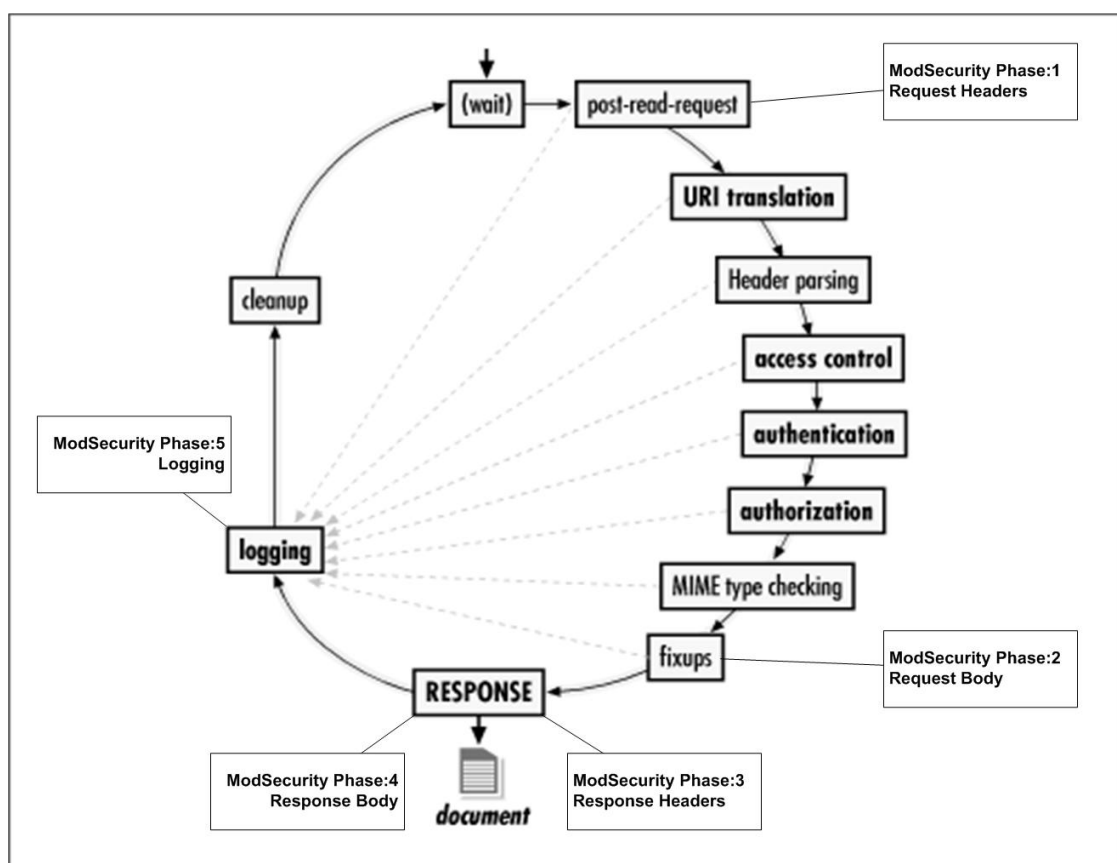 (wait)
post-read-request
ModSecurity Phase:1
Request Headers
URI translation
Header parsing
cleanup
access control
authentication
ModSecurity Phase:5
Logging
authorization
logging
MIME type checking
fixups
ModSecurity Phase:2
Request Body
RESPONSE
ModSecurity Phase:4
Response Body
ModSecurity Phase:3
Response Headers
document